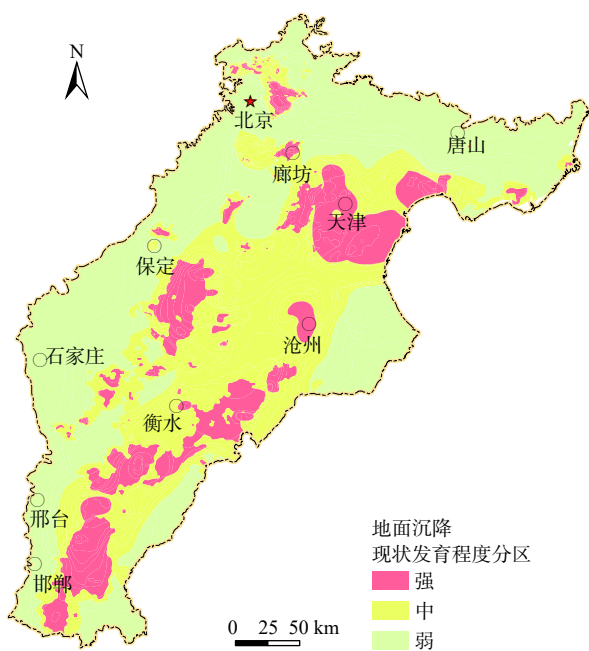 N
北京
唐山
廊坊
天津
保定
沧州
石家庄
衡水
邢台
邯郸
地面沉降
现状发育程度分区
强
中
弱
0 25 50 km